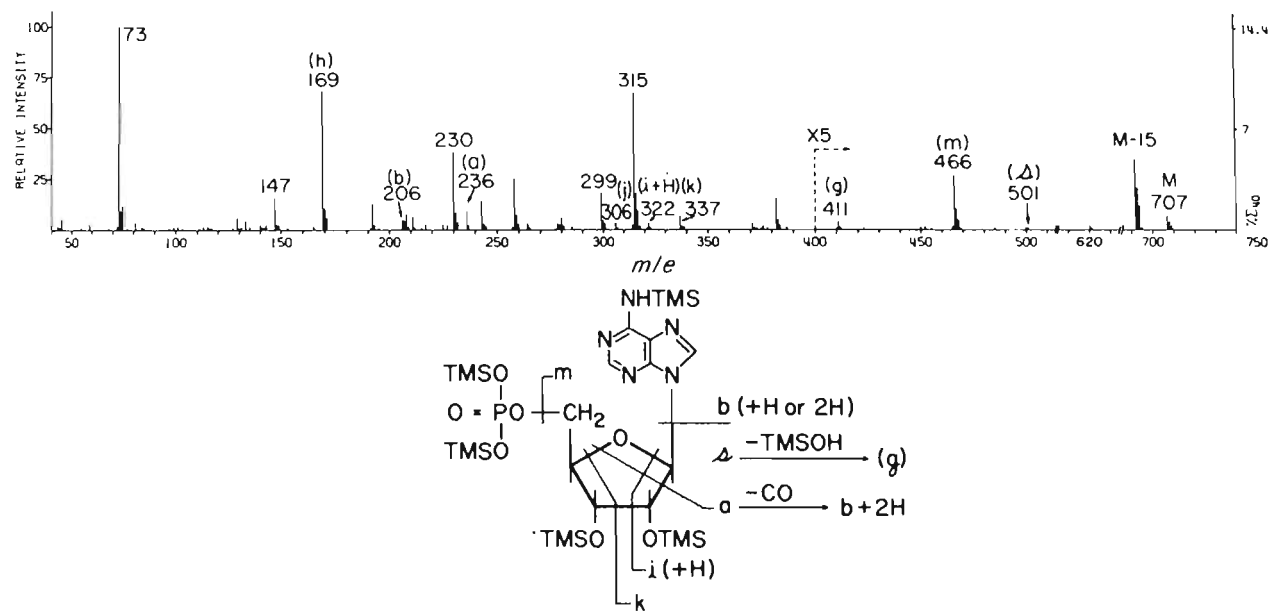 100
75
50
25
RELATIVE INTENSITY
73
(h)
169
147
(b)
206
230
(a)
236
299
(j)
306
315
(i+H)
322
(k)
337
X5
(g)
411
(m)
466
(s)
501
M-15
M
707
14.4
7
%Σ40
50 100 150 200 250 300 350 400 450 500 620 700 750
m/e
NHTMS
N
N
N
N
TMSO
m
O = PO
CH2
TMSO
O
b (+H or 2H)
s -TMSOH (g)
a -CO b+2H
TMSO
OTMS
i (+H)
k